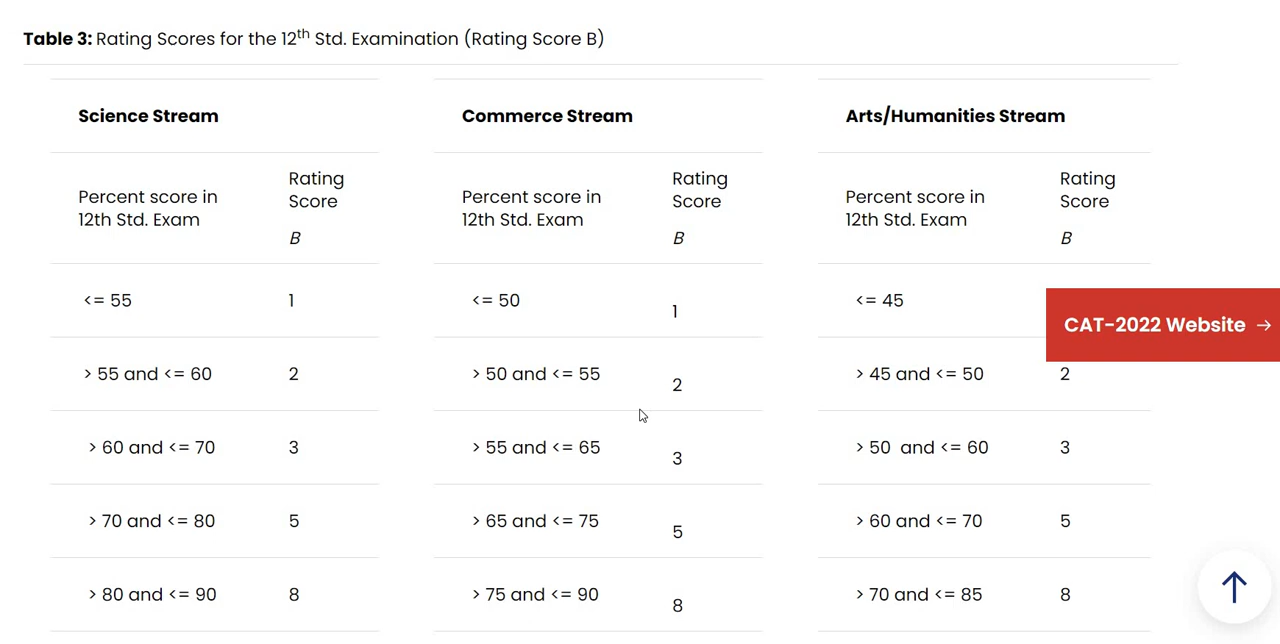 Table 3: Rating Scores for the 12th Std. Examination (Rating Score B)
Science Stream Commerce Stream Arts/Humanities Stream
Rating Rating Rating
Percent score in Score Percent score in Score Percent score in Score
12th Std. Exam 12th Std. Exam 12th Std. Exam
B B B
<= 55 1 <= 50 1 <= 45
CAT-2022 Website →
> 55 and <= 60 2 > 50 and <= 55 2 > 45 and <= 50 2
> 60 and <= 70 3 > 55 and <= 65 3 > 50 and <= 60 3
> 70 and <= 80 5 > 65 and <= 75 5 > 60 and <= 70 5
> 80 and <= 90 8 > 75 and <= 90 8 > 70 and <= 85 8